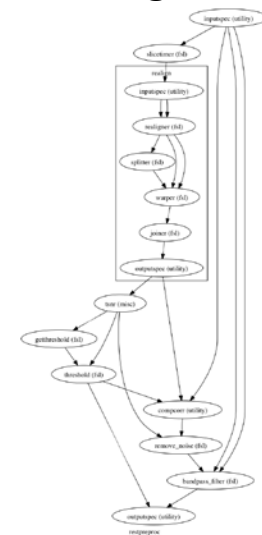 inputspec (utility)
slicetimer (fsl)
realign
inputspec (utility)
realigner (fsl)
splitter (fsl)
warper (fsl)
joiner (fsl)
outputspec (utility)
tsnr (misc)
getthreshold (fsl)
threshold (fsl)
compcor (utility)
remove_noise (fsl)
bandpass_filter (fsl)
outputspec (utility)
restpreproc